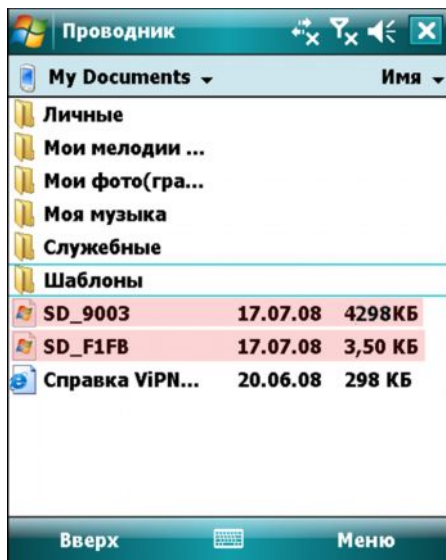 Проводник
My Documents Имя
Личные
Мои мелодии ...
Мои фото(гра...
Моя музыка
Служебные
Шаблоны
SD_9003 17.07.08 4298КБ
SD_F1FB 17.07.08 3,50 КБ
Справка ViPN... 20.06.08 298 КБ
Вверх Меню